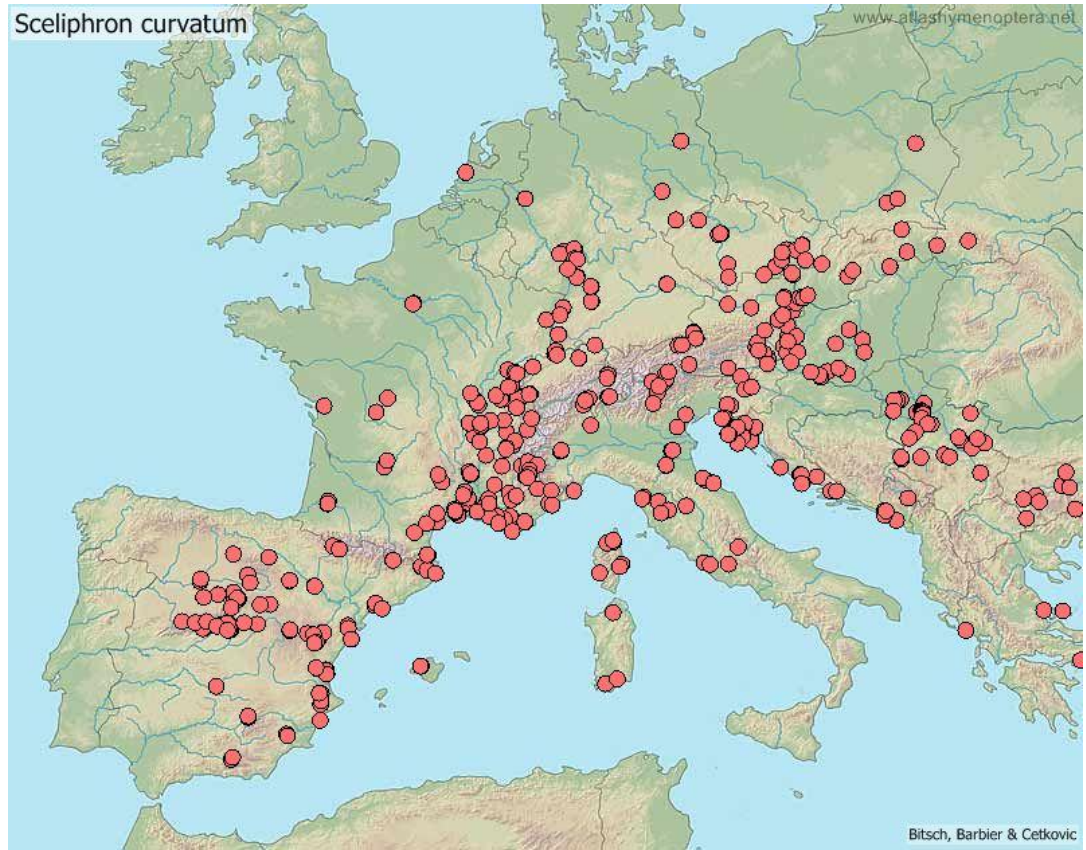 Sceliphron curvatum
www.atlashymenoptera.net
Bitsch, Barbier & Cetkovic